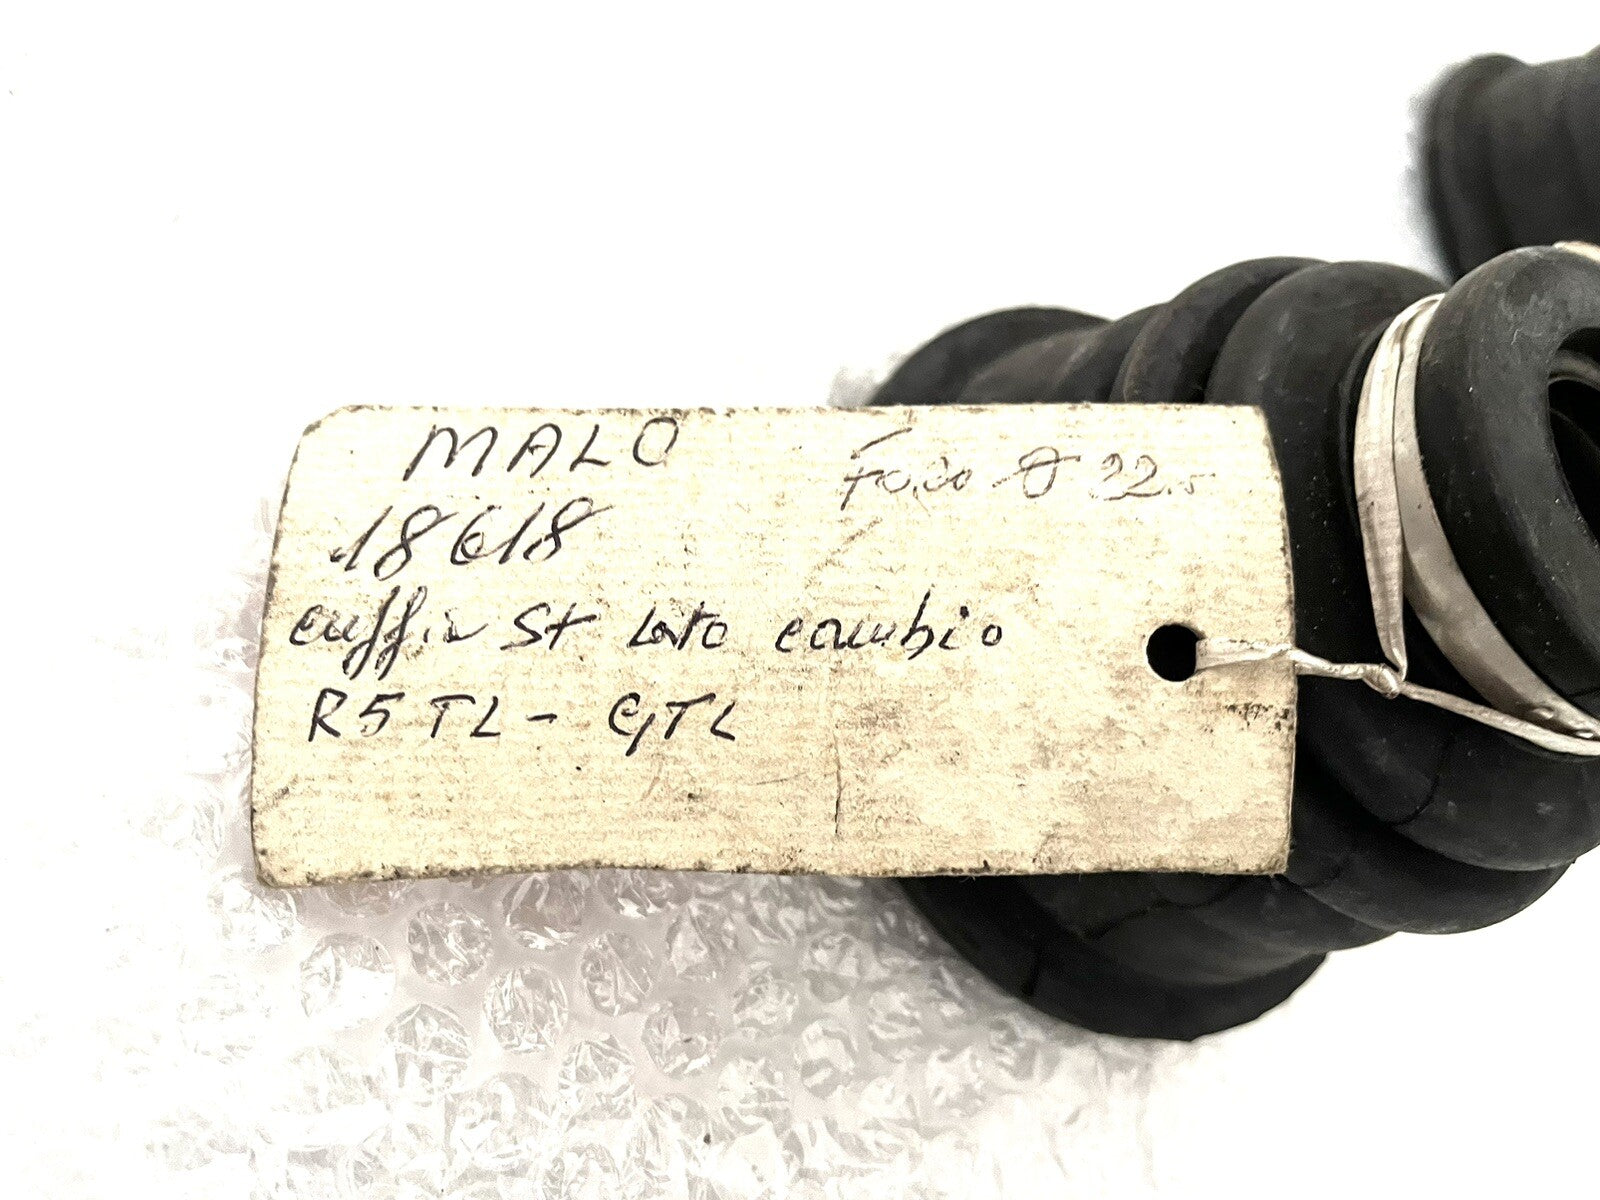 MALO
Foro Ø 22.5
18618
cuffia St lato cambio
R5 TL - GTL